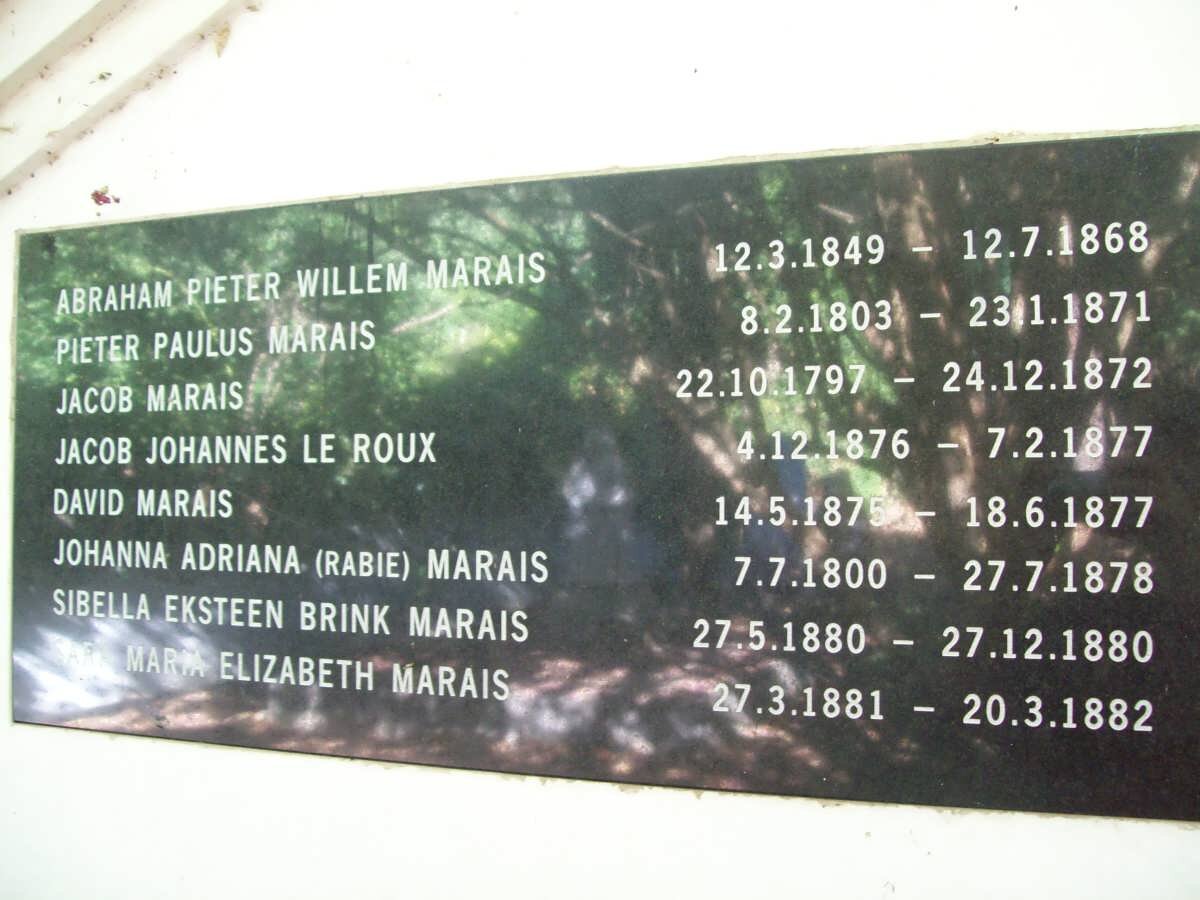 ABRAHAM PIETER WILLEM MARAIS 12.3.1849 – 12.7.1868
PIETER PAULUS MARAIS 8.2.1803 – 23.1.1871
JACOB MARAIS 22.10.1797 – 24.12.1872
JACOB JOHANNES LE ROUX 4.12.1876 – 7.2.1877
DAVID MARAIS 14.5.1875 – 18.6.1877
JOHANNA ADRIANA (RABIE) MARAIS 7.7.1800 – 27.7.1878
SIBELLA EKSTEEN BRINK MARAIS 27.5.1880 – 27.12.1880
MARIA ELIZABETH MARAIS 27.3.1881 – 20.3.1882